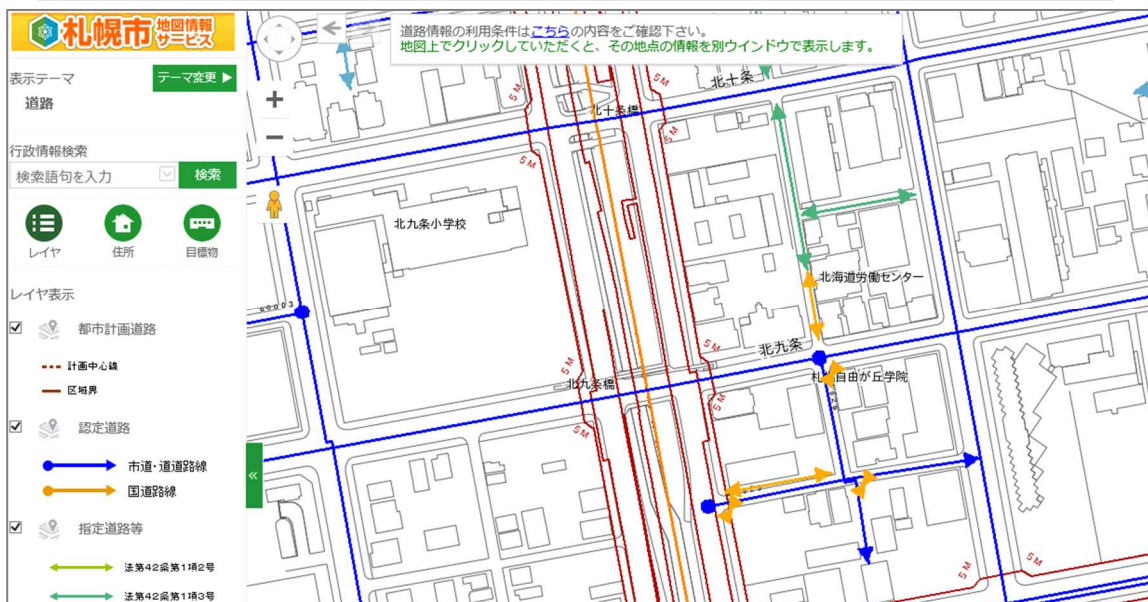 札幌市 地図情報サービス
表示テーマ
テーマ変更 ▶
道路
行政情報検索
検索語句を入力
検索
レイヤ
住所
目標物
レイヤ表示
都市計画道路
計画中心線
区域界
認定道路
市道・道道路線
国道路線
指定道路等
法第42条第1項2号
法第42条第1項3号
道路情報の利用条件はこちらの内容をご確認下さい。
地図上でクリックしていただくと、その地点の情報を別ウインドウで表示します。
北十条
北十条橋
5M
5M
5M
5M
北九条小学校
北海道労働センター
00003
北九条
5M
5M
北九条橋
自由が丘学院
5M
5M
5M
5M